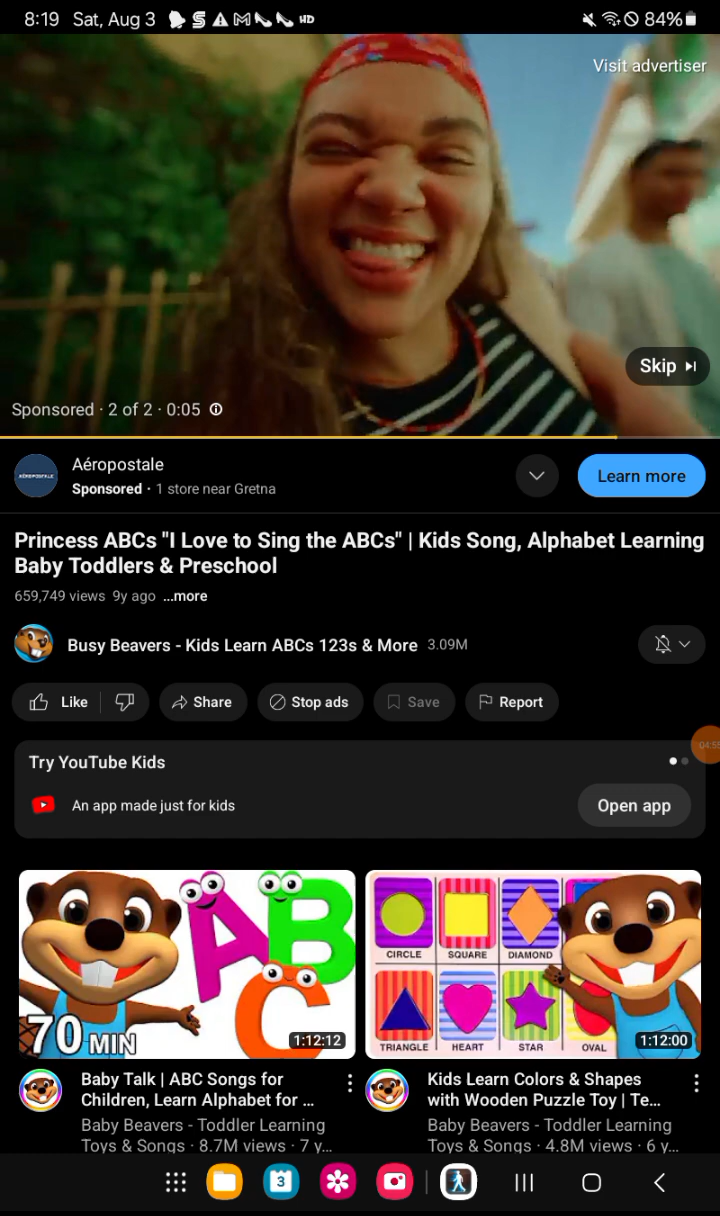 8:19 Sat, Aug 3
84%
Visit advertiser
Skip
Sponsored · 2 of 2 · 0:05
AÉROPOSTALE
Aéropostale
Sponsored · 1 store near Gretna
Learn more
Princess ABCs "I Love to Sing the ABCs" | Kids Song, Alphabet Learning
Baby Toddlers & Preschool
659,749 views 9y ago ...more
Busy Beavers - Kids Learn ABCs 123s & More 3.09M
Like
Share
Stop ads
Save
Report
Try YouTube Kids
04:58
An app made just for kids
Open app
A B
C
70 MIN
1:12:12
CIRCLE SQUARE DIAMOND
TRIANGLE HEART STAR OVAL
1:12:00
Baby Talk | ABC Songs for
Children, Learn Alphabet for ...
Baby Beavers - Toddler Learning
Toys & Songs · 8.7M views · 7 y...
Kids Learn Colors & Shapes
with Wooden Puzzle Toy | Te...
Baby Beavers - Toddler Learning
Toys & Songs · 4.8M views · 6 y...
3